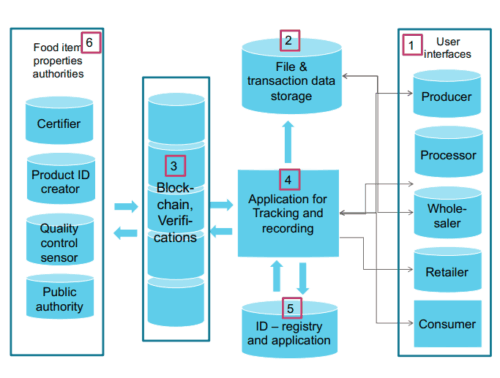 Food item
properties
authorities
6
Certifier
Product ID
creator
Quality
control
sensor
Public
authority
3
Block-
chain,
Verifi-
cations
2
File &
transaction data
storage
4
Application for
Tracking and
recording
5
ID – registry
and application
1
User
interfaces
Producer
Processor
Whole-
saler
Retailer
Consumer